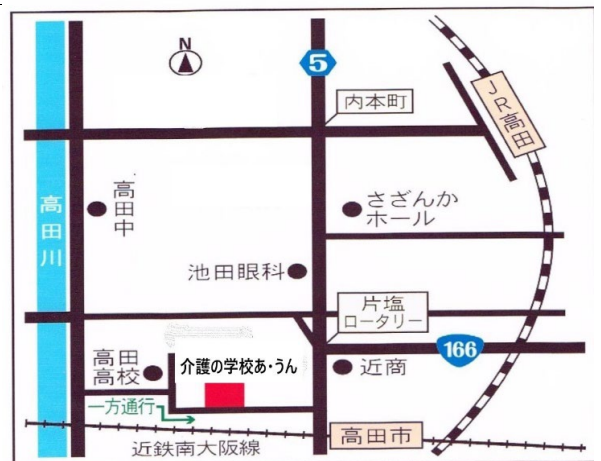 N
5
内本町
JR高田
高田川
高田中
さざんか
ホール
池田眼科
片塩
ロータリー
166
高田
高校
介護の学校あ・うん
近商
一方通行
高田市
近鉄南大阪線